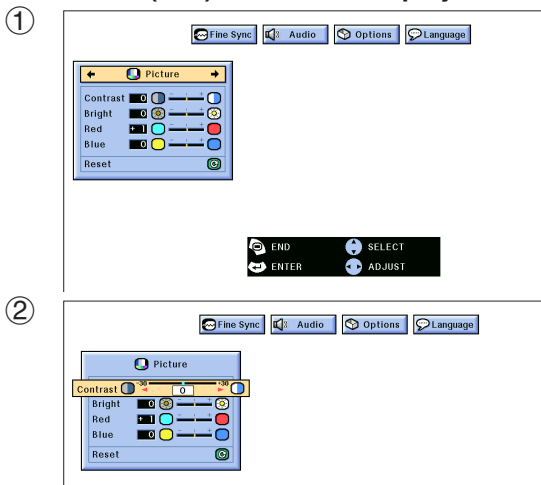 ①
Fine Sync Audio Options Language
Picture
Contrast 0 - +
Bright 0 - +
Red + 1 - +
Blue 0 - +
Reset
END SELECT
ENTER ADJUST
②
Fine Sync Audio Options Language
Picture
Contrast -30 0 +30
Bright 0 - +
Red + 1 - +
Blue 0 - +
Reset